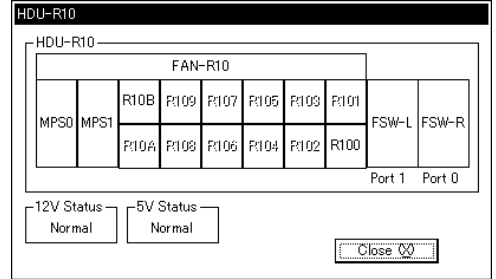 HDU-R10
HDU-R10
FAN-R10
MPS0 MPS1 R10B R109 R107 R105 R103 R101 FSW-L FSW-R
R10A R108 R106 R104 R102 R100
Port 1 Port 0
12V Status 5V Status
Normal Normal
Close (X)